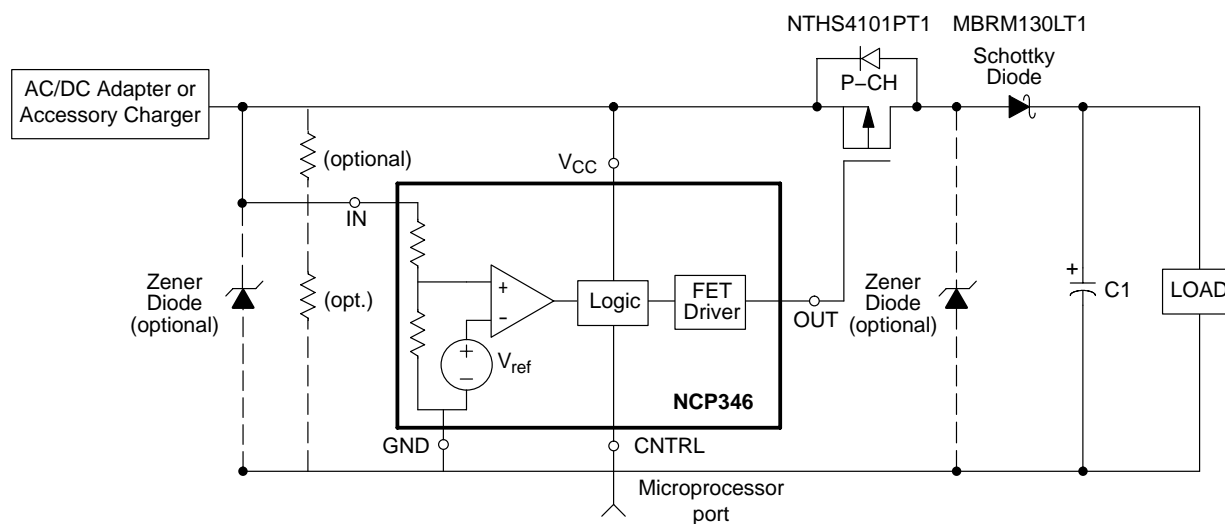 NTHS4101PT1
MBRM130LT1
Schottky
Diode
P–CH
AC/DC Adapter or
Accessory Charger
(optional)
VCC
IN
Zener
Diode
(optional)
(opt.)
+
–
Logic
FET
Driver
OUT
Zener
Diode
(optional)
+
C1
LOAD
+
–
Vref
NCP346
GND
CNTRL
Microprocessor
port